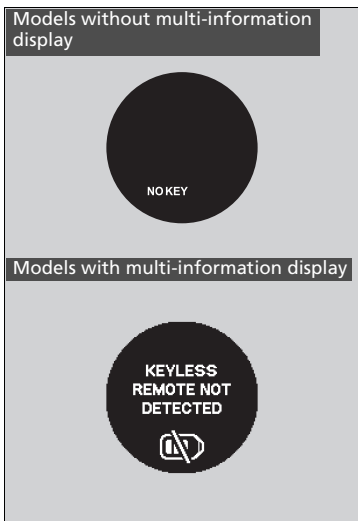 Models without multi-information
display
NO KEY
Models with multi-information display
KEYLESS
REMOTE NOT
DETECTED